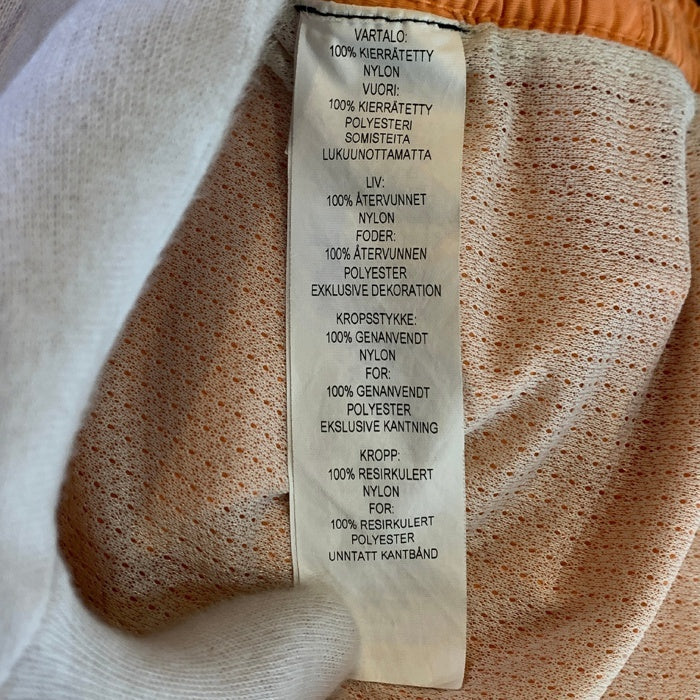 VARTALO:
100% KIERRÄTETTY
NYLON
VUORI:
100% KIERRÄTETTY
POLYESTERI
SOMISTEITA
LUKUUNOTTAMATTA
LIV:
100% ÅTERVUNNET
NYLON
FODER:
100% ÅTERVUNNEN
POLYESTER
EXKLUSIVE DEKORATION
KROPSSTYKKE:
100% GENANVENDT
NYLON
FOR:
100% GENANVENDT
POLYESTER
EKSLUSIVE KANTNING
KROPP:
100% RESIRKULERT
NYLON
FOR:
100% RESIRKULERT
POLYESTER
UNNTATT KANTBÅND